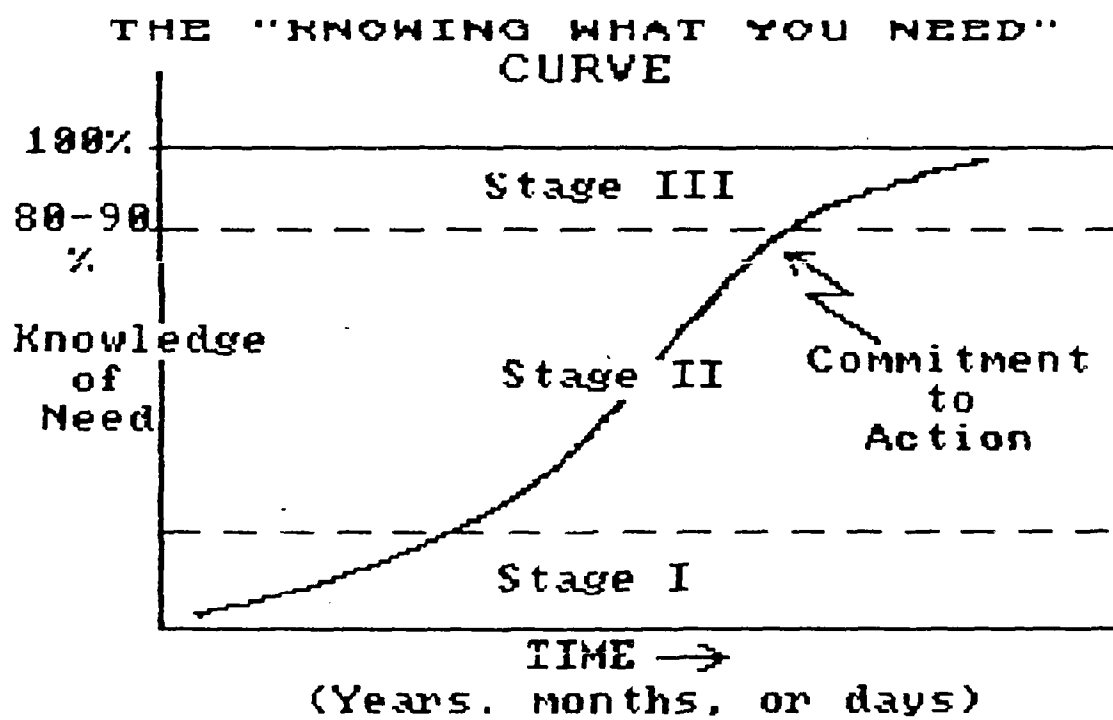 THE "KNOWING WHAT YOU NEED"
CURVE
100%
Stage III
80-90
%
Knowledge
of
Need
Stage II
Commitment
to
Action
Stage I
TIME →
(Years. months, or days)